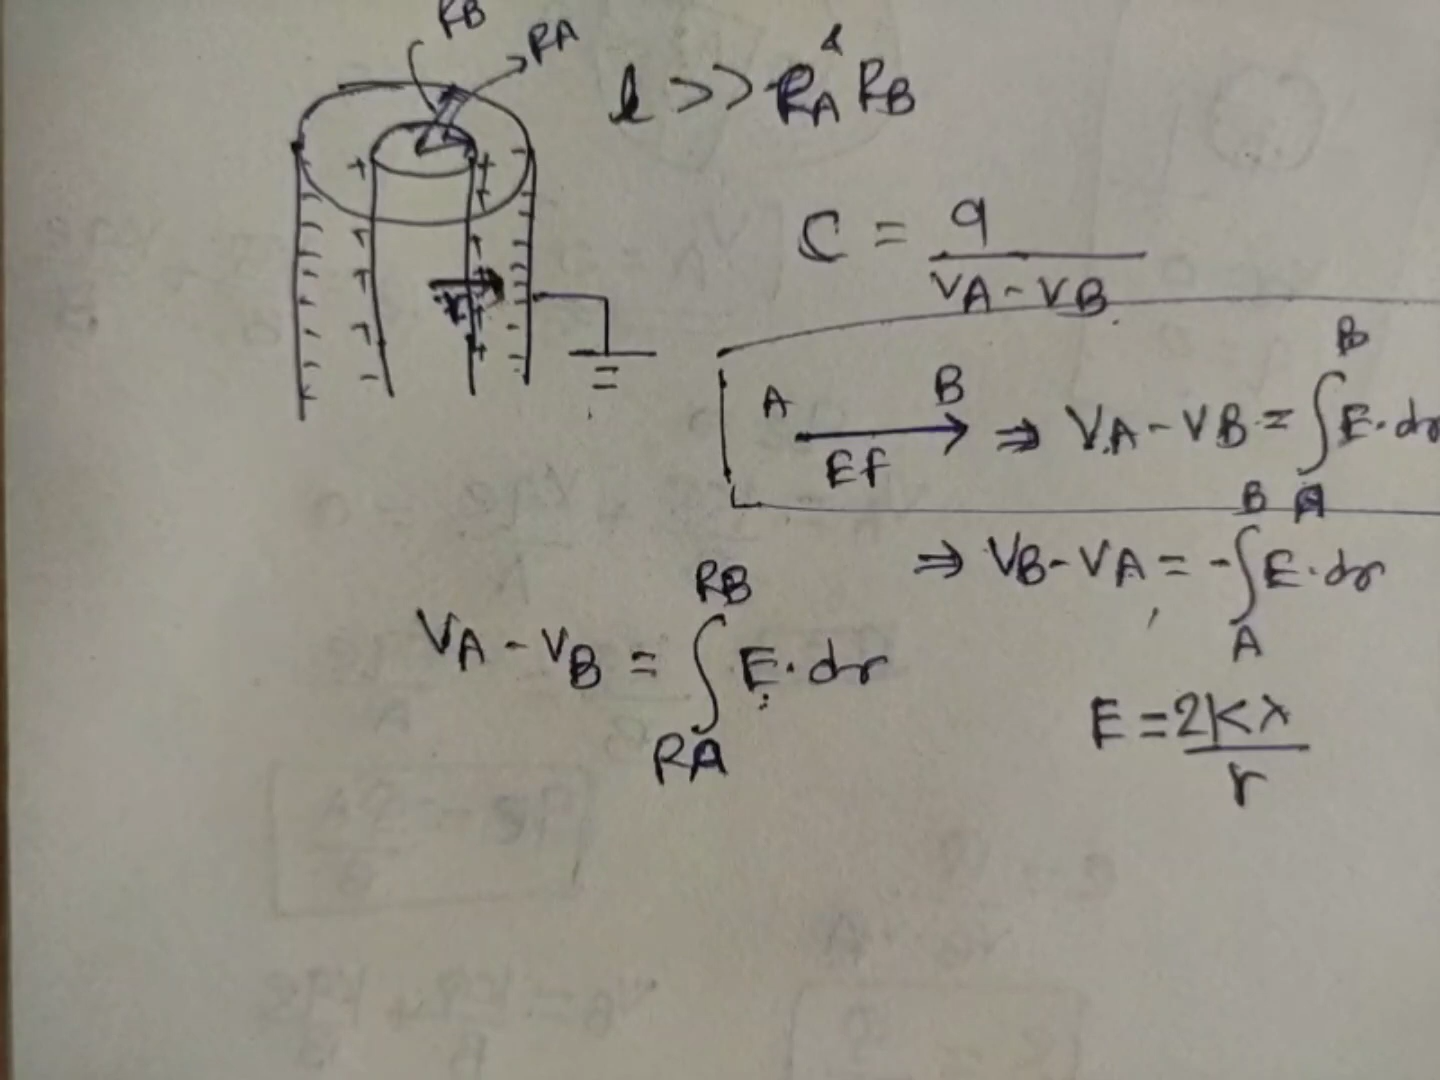 RB
RA
l >> RA & RB
C = q / VA - VB
A B
EF
⇒ VA - VB = ∫ E. dr
B
A
⇒ VB - VA = - ∫ E. dr
B
A
VA - VB = ∫ E. dr
RB
RA
E = 2Kλ / r